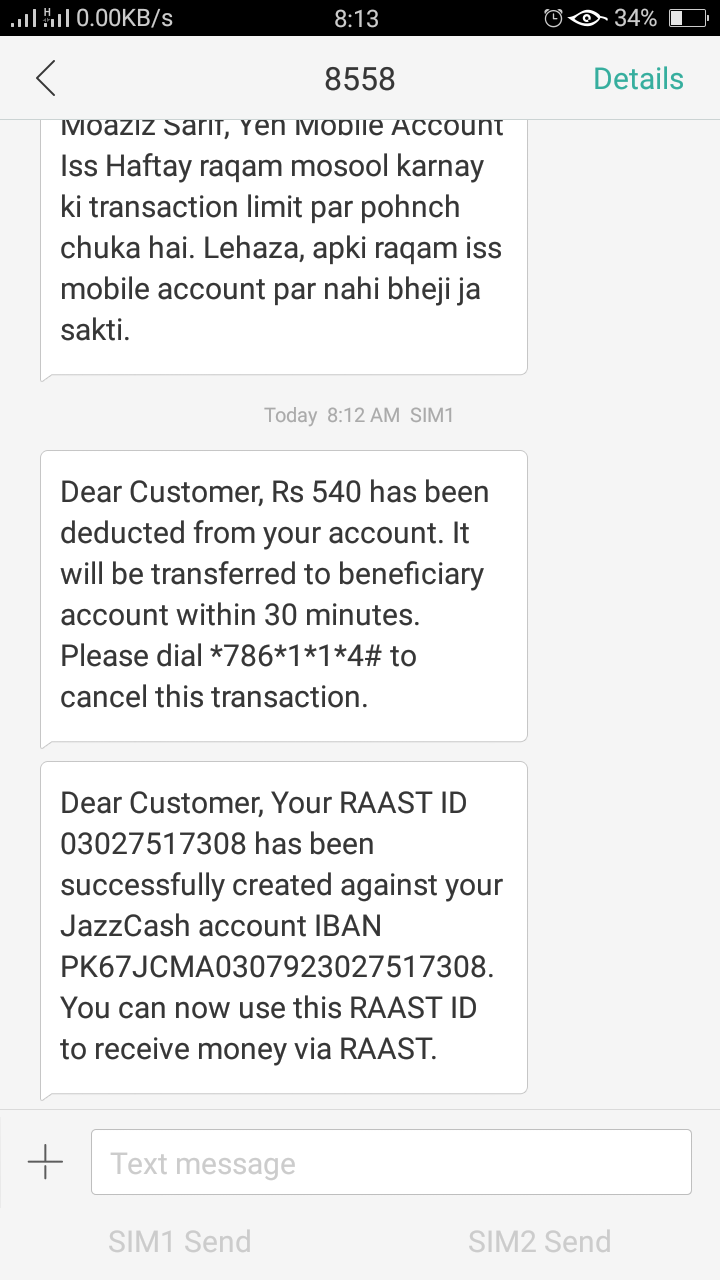 H
0.00KB/s 8:13 34%
8558 Details
Moaziz Sarif, Yeh Mobile Account
Iss Haftay raqam mosool karnay
ki transaction limit par pohnch
chuka hai. Lehaza, apki raqam iss
mobile account par nahi bheji ja
sakti.
Today 8:12 AM SIM1
Dear Customer, Rs 540 has been
deducted from your account. It
will be transferred to beneficiary
account within 30 minutes.
Please dial *786*1*1*4# to
cancel this transaction.
Dear Customer, Your RAAST ID
03027517308 has been
successfully created against your
JazzCash account IBAN
PK67JCMA0307923027517308.
You can now use this RAAST ID
to receive money via RAAST.
Text message
SIM1 Send SIM2 Send